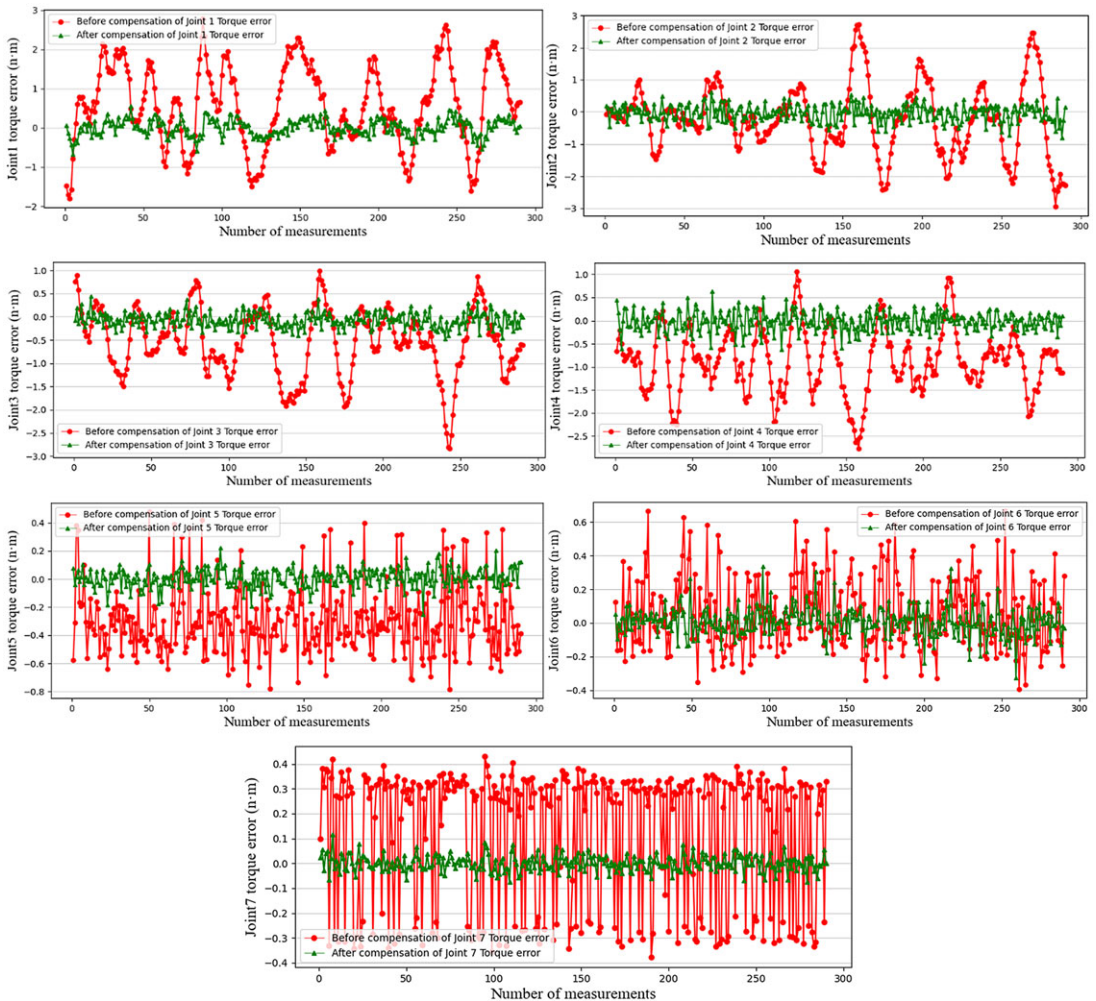 Before compensation of Joint 1 Torque error
After compensation of Joint 1 Torque error
Joint1 torque error (n·m)
3
2
1
0
−1
−2
0 50 100 150 200 250 300
Number of measurements
Before compensation of Joint 2 Torque error
After compensation of Joint 2 Torque error
Joint2 torque error (n·m)
3
2
1
0
−1
−2
−3
0 50 100 150 200 250 300
Number of measurements
Joint3 torque error (n·m)
1.0
0.5
0.0
−0.5
−1.0
−1.5
−2.0
−2.5
−3.0
Before compensation of Joint 3 Torque error
After compensation of Joint 3 Torque error
0 50 100 150 200 250 300
Number of measurements
Joint4 torque error (n·m)
1.0
0.5
0.0
−0.5
−1.0
−1.5
−2.0
−2.5
Before compensation of Joint 4 Torque error
After compensation of Joint 4 Torque error
0 50 100 150 200 250 300
Number of measurements
Before compensation of Joint 5 Torque error
After compensation of Joint 5 Torque error
Joint5 torque error (n·m)
0.4
0.2
0.0
−0.2
−0.4
−0.6
−0.8
0 50 100 150 200 250 300
Number of measurements
Before compensation of Joint 6 Torque error
After compensation of Joint 6 Torque error
Joint6 torque error (n·m)
0.6
0.4
0.2
0.0
−0.2
−0.4
0 50 100 150 200 250 300
Number of measurements
Joint7 torque error (n·m)
0.4
0.3
0.2
0.1
0.0
−0.1
−0.2
−0.3
−0.4
Before compensation of Joint 7 Torque error
After compensation of Joint 7 Torque error
0 50 100 150 200 250 300
Number of measurements